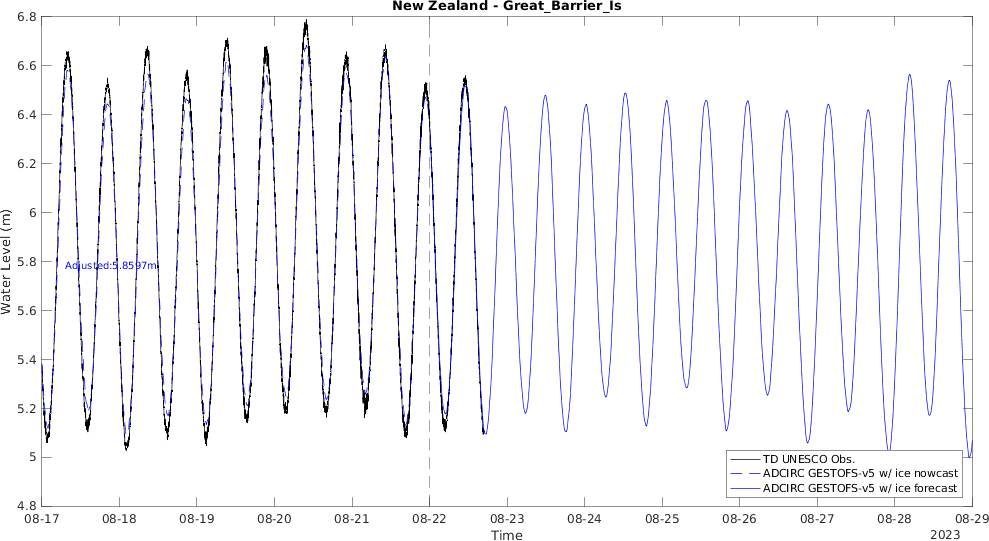 New Zealand - Great_Barrier_Is
6.8
6.6
6.4
6.2
6
5.8
5.6
5.4
5.2
5
4.8
Water Level (m)
Adjusted:5.8597m
TD UNESCO Obs.
ADCIRC GESTOFS-v5 w/ ice nowcast
ADCIRC GESTOFS-v5 w/ ice forecast
08-17 08-18 08-19 08-20 08-21 08-22 08-23 08-24 08-25 08-26 08-27 08-28 08-29
Time
2023